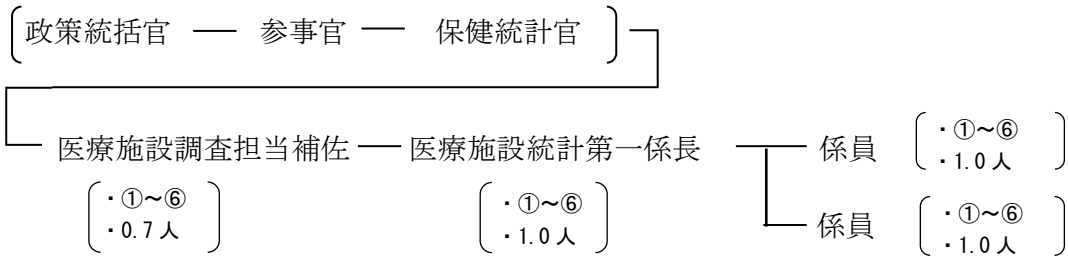 政策統括官 ― 参事官 ― 保健統計官
医療施設調査担当補佐 ― 医療施設統計第一係長 ― 係員
・①~⑥
・1.0人
・①~⑥
・0.7人
・①~⑥
・1.0人
係員
・①~⑥
・1.0人